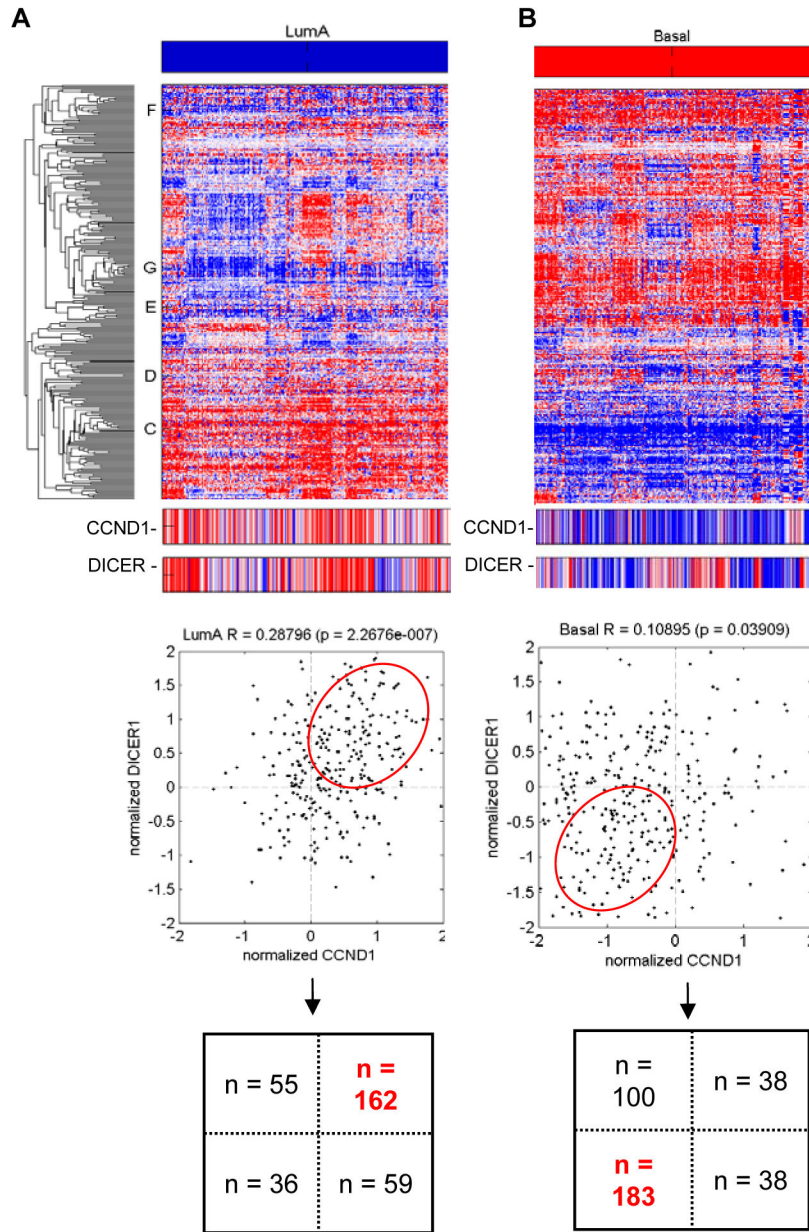 A
LumA
F
G
E
D
C
CCND1-
DICER -
LumA R = 0.28796 (p = 2.2676e-007)
2
1.5
1
0.5
0
-0.5
-1
-1.5
-2
-2 -1 0 1 2
normalized DICER1
normalized CCND1
n = 55
n =
162
n = 36
n = 59
B
Basal
CCND1-
DICER -
Basal R = 0.10895 (p = 0.03909)
2
1.5
1
0.5
0
-0.5
-1
-1.5
-2
-2 -1 0 1 2
normalized DICER1
normalized CCND1
n =
100
n = 38
n =
183
n = 38